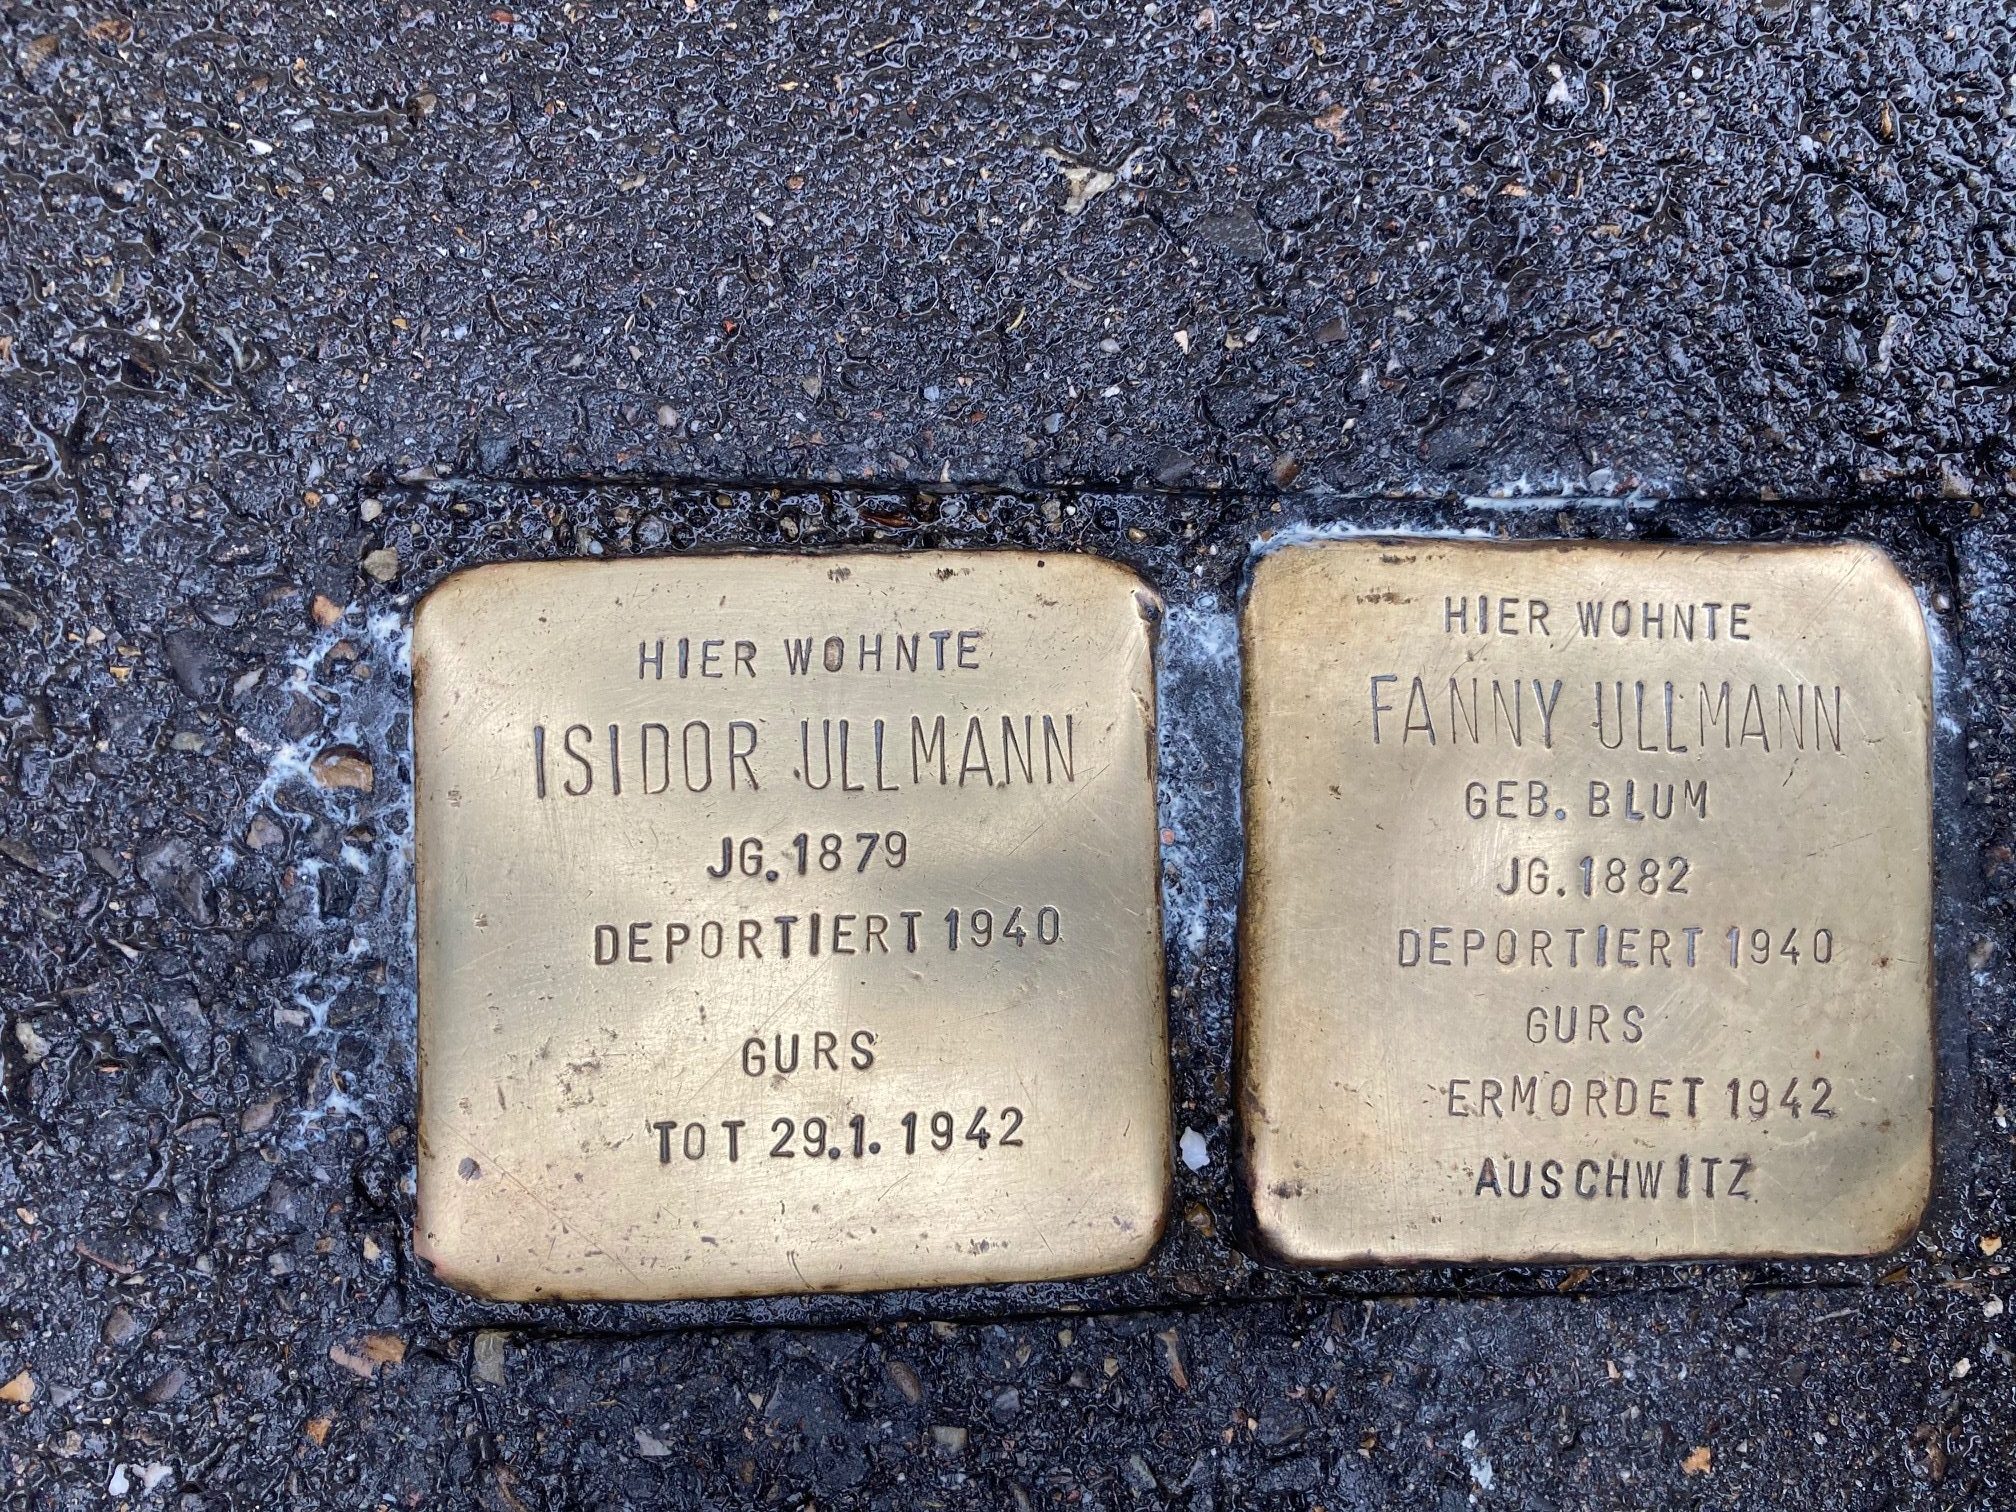 HIER WOHNTE
ISIDOR ULLMANN
JG. 1879
DEPORTIERT 1940
GURS
TOT 29.1.1942
HIER WOHNTE
FANNY ULLMANN
GEB. BLUM
JG. 1882
DEPORTIERT 1940
GURS
ERMORDET 1942
AUSCHWITZ